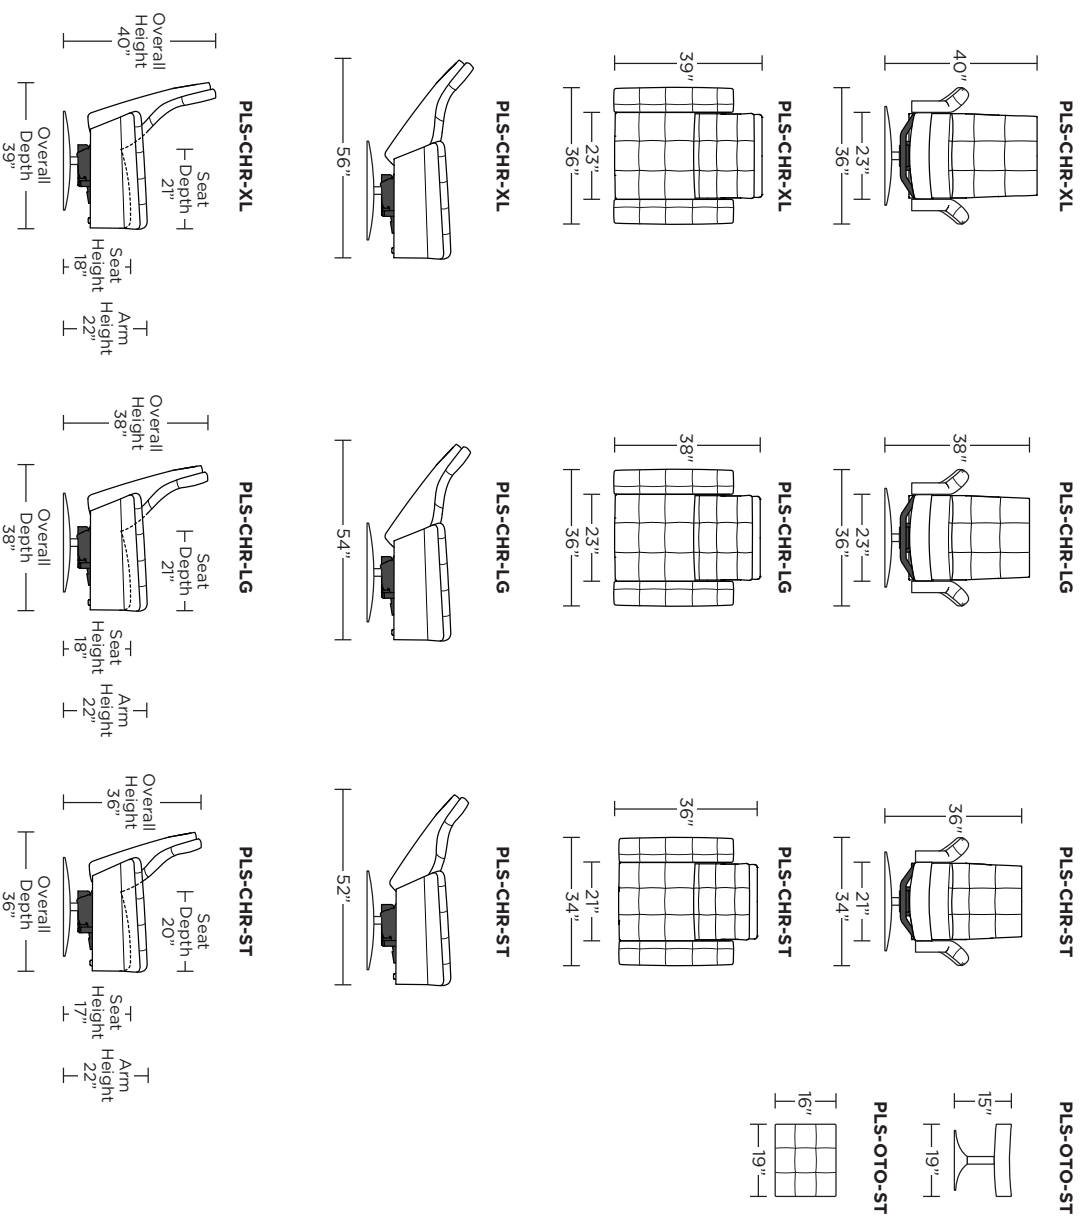 PLS-CHR-XL
40”
23”
36”
PLS-CHR-LG
38”
23”
36”
PLS-CHR-ST
36”
21”
34”
PLS-OTO-ST
15”
19”
PLS-CHR-XL
39”
23”
36”
PLS-CHR-LG
38”
23”
36”
PLS-CHR-ST
36”
21”
34”
PLS-OTO-ST
16”
19”
PLS-CHR-XL
56”
PLS-CHR-LG
54”
PLS-CHR-ST
52”
PLS-CHR-XL
Seat
Depth
21”
Overall
Height
40”
Seat
Height
18”
Arm
Height
22”
Overall
Depth
39”
PLS-CHR-LG
Seat
Depth
21”
Overall
Height
38”
Seat
Height
18”
Arm
Height
22”
Overall
Depth
38”
PLS-CHR-ST
Seat
Depth
20”
Overall
Height
36”
Seat
Height
17”
Arm
Height
22”
Overall
Depth
36”